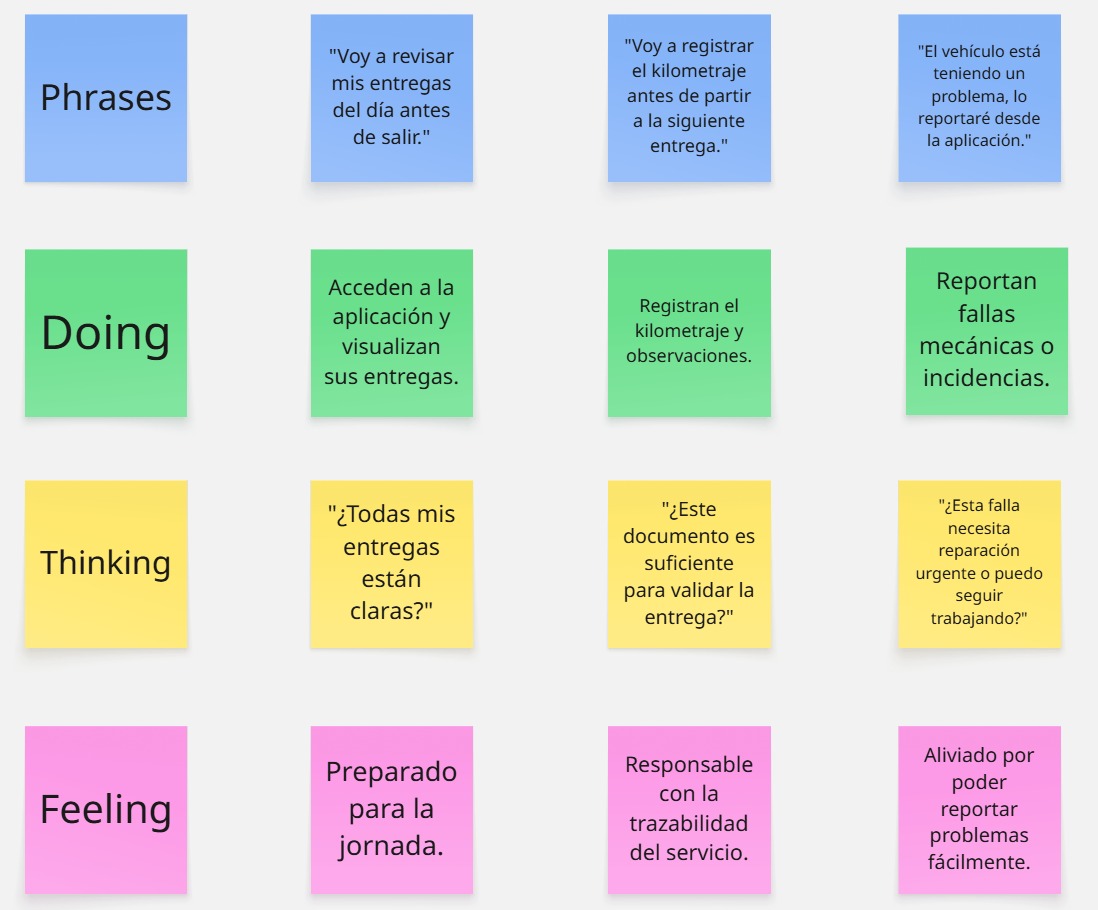 Phrases
"Voy a revisar
mis entregas
del día antes
de salir."
"Voy a registrar
el kilometraje
antes de partir
a la siguiente
entrega."
"El vehículo está
teniendo un
problema, lo
reportaré desde
la aplicación."
Doing
Acceden a la
aplicación y
visualizan
sus entregas.
Registran el
kilometraje y
observaciones.
Reportan
fallas
mecánicas o
incidencias.
Thinking
"¿Todas mis
entregas
están
claras?"
"¿Este
documento es
suficiente
para validar la
entrega?"
"¿Esta falla
necesita
reparación
urgente o puedo
seguir
trabajando?"
Feeling
Preparado
para la
jornada.
Responsable
con la
trazabilidad
del servicio.
Aliviado por
poder
reportar
problemas
fácilmente.